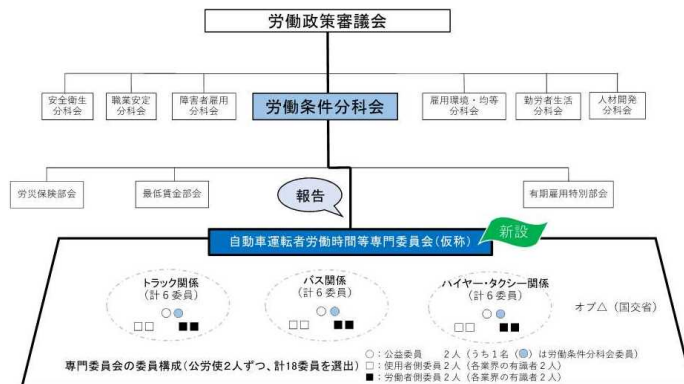 労働政策審議会
安全衛生
分科会
職業安定
分科会
障害者雇用
分科会
労働条件分科会
雇用環境・均等
分科会
勤労者生活
分科会
人材開発
分科会
労災保険部会
最低賃金部会
報告
有期雇用特別部会
新設
自動車運転者労働時間等専門委員会(仮称)
トラック関係
(計6委員)
バス関係
(計6委員)
ハイヤー・タクシー関係
(計6委員)
オブ△(国交省)
専門委員会の委員構成(公労使2人ずつ、計18委員を選出)
○:公益委員 2人(うち1名(●)は労働条件分科会委員)
□:使用者側委員2人(各業界の有識者2人)
■:労働者側委員2人(各業界の有識者2人)